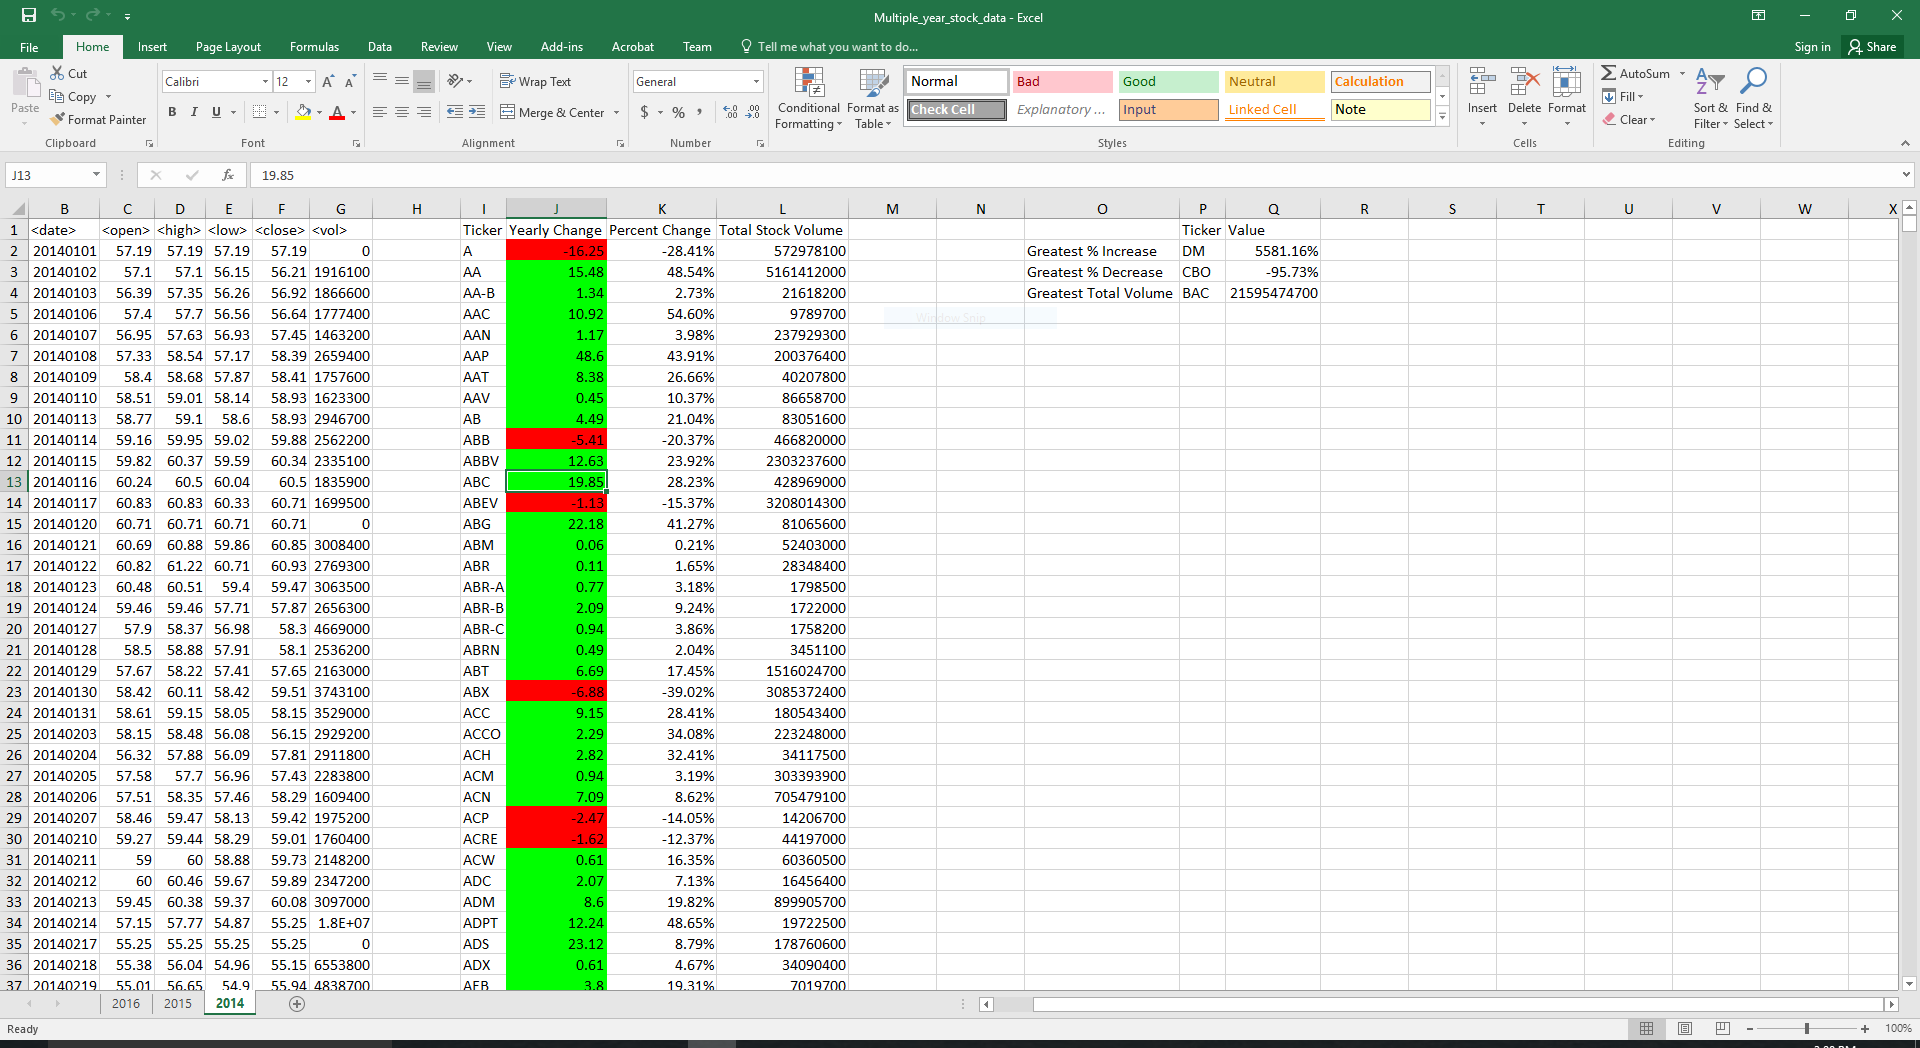 Multiple_year_stock_data - Excel
File Home Insert Page Layout Formulas Data Review View Add-ins Acrobat Team Tell me what you want to do... Sign in Share
Paste Cut Copy Format Painter Clipboard
Calibri 12 A A B I U A Font
Wrap Text Merge & Center Alignment
General $ % , Number
Conditional Formatting Format as Table
Normal Bad Good Neutral Calculation
Check Cell Explanatory ... Input Linked Cell Note
Styles
Insert Delete Format Cells
AutoSum Fill Clear Sort & Filter Find & Select Editing
J13 fx 19.85
B C D E F G H I J K L M N O P Q R S T U V W X
1 <date> <open> <high> <low> <close> <vol> Ticker Yearly Change Percent Change Total Stock Volume Ticker Value
2 20140101 57.19 57.19 57.19 57.19 0 A -16.25 -28.41% 572978100 Greatest % Increase DM 5581.16%
3 20140102 57.1 57.1 56.15 56.21 1916100 AA 15.48 48.54% 5161412000 Greatest % Decrease CBO -95.73%
4 20140103 56.39 57.35 56.26 56.92 1866600 AA-B 1.34 2.73% 21618200 Greatest Total Volume BAC 21595474700
5 20140106 57.4 57.7 56.56 56.64 1777400 AAC 10.92 54.60% 9789700 Window Snip
6 20140107 56.95 57.63 56.93 57.45 1463200 AAN 1.17 3.98% 237929300
7 20140108 57.33 58.54 57.17 58.39 2659400 AAP 48.6 43.91% 200376400
8 20140109 58.4 58.68 57.87 58.41 1757600 AAT 8.38 26.66% 40207800
9 20140110 58.51 59.01 58.14 58.93 1623300 AAV 0.45 10.37% 86658700
10 20140113 58.77 59.1 58.6 58.93 2946700 AB 4.49 21.04% 83051600
11 20140114 59.16 59.95 59.02 59.88 2562200 ABB -5.41 -20.37% 466820000
12 20140115 59.82 60.37 59.59 60.34 2335100 ABBV 12.63 23.92% 2303237600
13 20140116 60.24 60.5 60.04 60.5 1835900 ABC 19.85 28.23% 428969000
14 20140117 60.83 60.83 60.33 60.71 1699500 ABEV -1.13 -15.37% 3208014300
15 20140120 60.71 60.71 60.71 60.71 0 ABG 22.18 41.27% 81065600
16 20140121 60.69 60.88 59.86 60.85 3008400 ABM 0.06 0.21% 52403000
17 20140122 60.82 61.22 60.71 60.93 2769300 ABR 0.11 1.65% 28348400
18 20140123 60.48 60.51 59.4 59.47 3063500 ABR-A 0.77 3.18% 1798500
19 20140124 59.46 59.46 57.71 57.87 2656300 ABR-B 2.09 9.24% 1722000
20 20140127 57.9 58.37 56.98 58.3 4669000 ABR-C 0.94 3.86% 1758200
21 20140128 58.5 58.88 57.91 58.1 2536200 ABRN 0.49 2.04% 3451100
22 20140129 57.67 58.22 57.41 57.65 2163000 ABT 6.69 17.45% 1516024700
23 20140130 58.42 60.11 58.42 59.51 3743100 ABX -6.88 -39.02% 3085372400
24 20140131 58.61 59.15 58.05 58.15 3529000 ACC 9.15 28.41% 180543400
25 20140203 58.15 58.48 56.08 56.15 2929200 ACCO 2.29 34.08% 223248000
26 20140204 56.32 57.88 56.09 57.81 2911800 ACH 2.82 32.41% 34117500
27 20140205 57.58 57.7 56.96 57.43 2283800 ACM 0.94 3.19% 303393900
28 20140206 57.51 58.35 57.46 58.29 1609400 ACN 7.09 8.62% 705479100
29 20140207 58.46 59.47 58.13 59.42 1975200 ACP -2.47 -14.05% 14206700
30 20140210 59.27 59.44 58.29 59.01 1760400 ACRE -1.62 -12.37% 44197000
31 20140211 59 60 58.88 59.73 2148200 ACW 0.61 16.35% 60360500
32 20140212 60 60.46 59.67 59.89 2347200 ADC 2.07 7.13% 16456400
33 20140213 59.45 60.38 59.37 60.08 3097000 ADM 8.6 19.82% 899905700
34 20140214 57.15 57.77 54.87 55.25 1.8E+07 ADPT 12.24 48.65% 19722500
35 20140217 55.25 55.25 55.25 55.25 0 ADS 23.12 8.79% 178760600
36 20140218 55.38 56.04 54.96 55.15 6553800 ADX 0.61 4.67% 34090400
37 20140219 55.01 56.65 54.9 55.94 4838700 AEB 3.8 19.31% 7019700
2016 2015 2014
Ready 100%